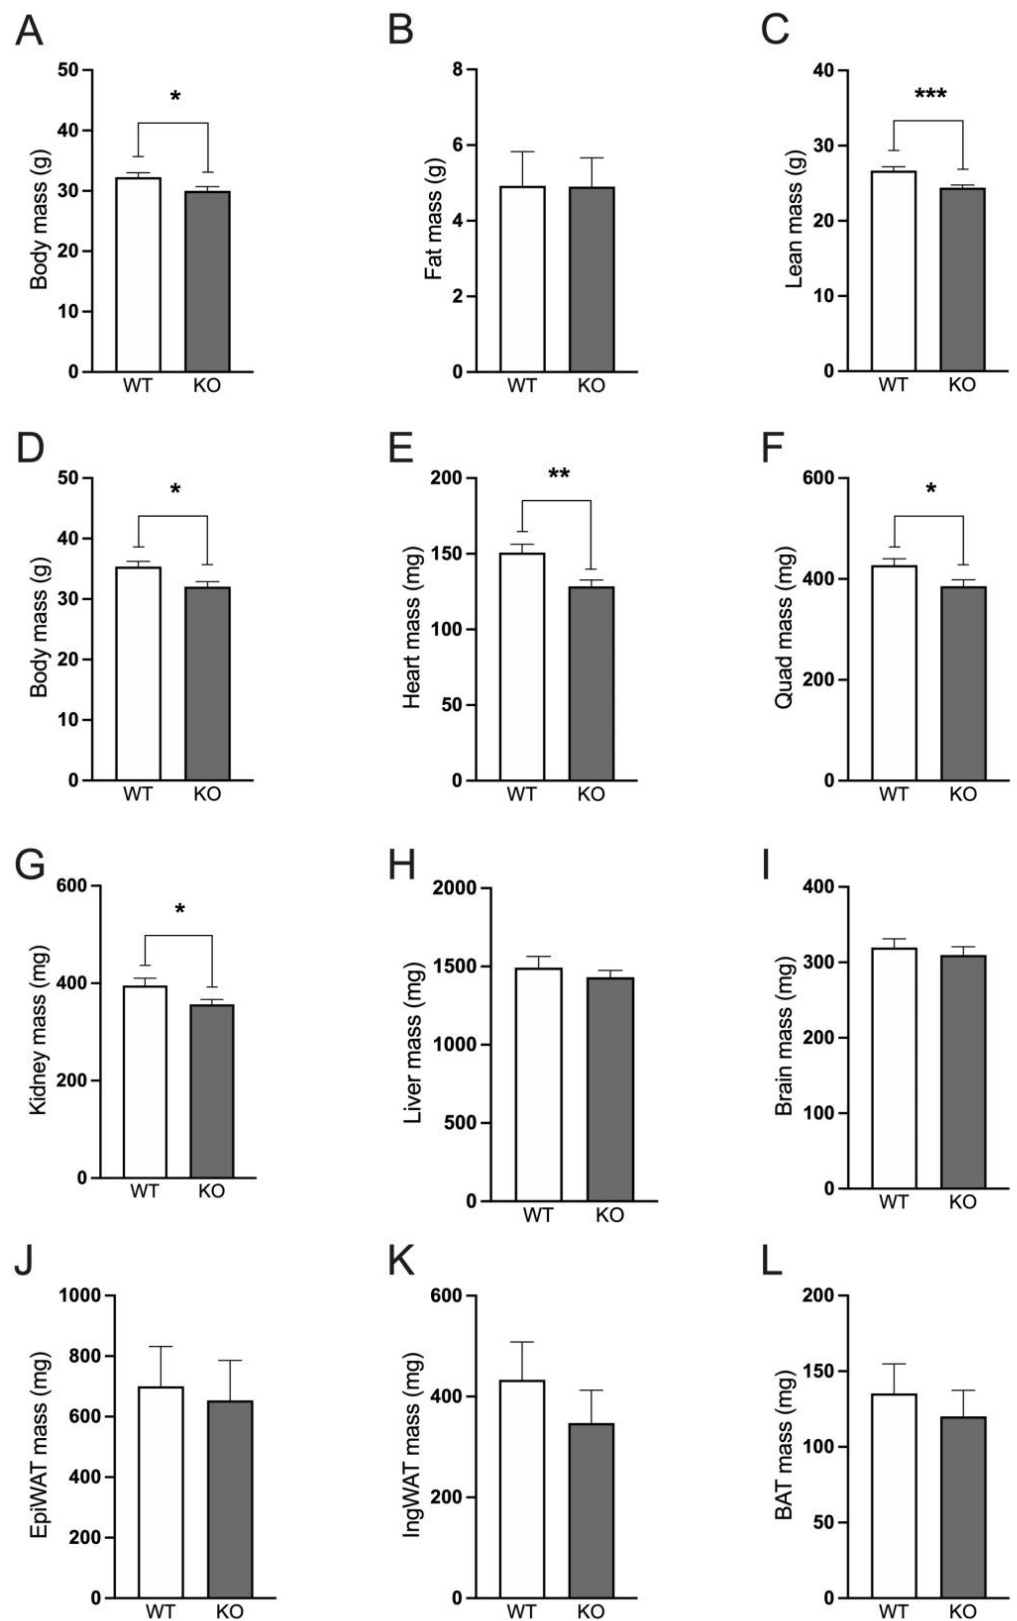 A
Body mass (g)
50
40
30
20
10
0
*
WT KO
B
Fat mass (g)
8
6
4
2
0
WT KO
C
Lean mass (g)
40
30
20
10
0
***
WT KO
D
Body mass (g)
50
40
30
20
10
0
*
WT KO
E
Heart mass (mg)
200
150
100
50
0
**
WT KO
F
Quad mass (mg)
600
400
200
0
*
WT KO
G
Kidney mass (mg)
600
400
200
0
*
WT KO
H
Liver mass (mg)
2000
1500
1000
500
0
WT KO
I
Brain mass (mg)
400
300
200
100
0
WT KO
J
EpiWAT mass (mg)
1000
800
600
400
200
0
WT KO
K
IngWAT mass (mg)
600
400
200
0
WT KO
L
BAT mass (mg)
200
150
100
50
0
WT KO